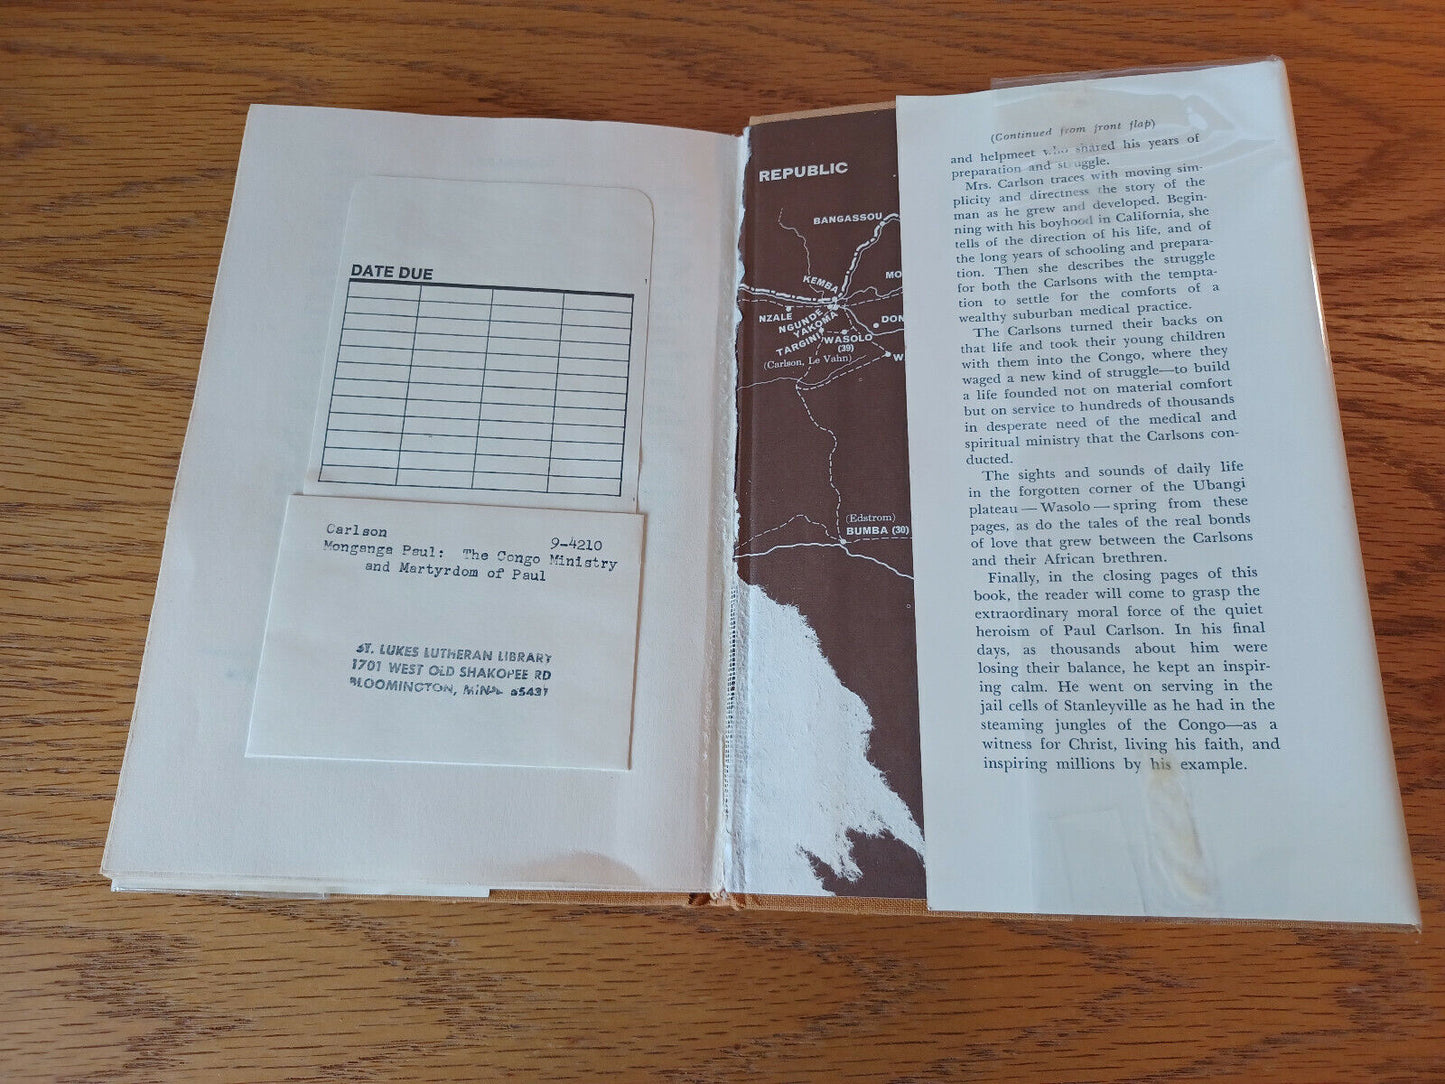 DATE DUE
Carlson 9-4210
Monganga Paul: The Congo Ministry
and Martyrdom of Paul
ST. LUKES LUTHERAN LIBRARY
1701 WEST OLD SHAKOPEE RD
BLOOMINGTON, MINN. 55431
REPUBLIC
BANGASSOU
MO
KEMBA
NZALE
NGUNDE
YAKOMA
DON
TARGINI
WASOLO
(39)
W
(Carlson, Le Vahn)
(Edstrom)
BUMBA (30)
(Continued from front flap)
and helpmeet who shared his years of
preparation and struggle.
Mrs. Carlson traces with moving sim-
plicity and directness the story of the
man as he grew and developed. Begin-
ning with his boyhood in California, she
tells of the direction of his life, and of
the long years of schooling and prepara-
tion. Then she describes the struggle
for both the Carlsons with the tempta-
tion to settle for the comforts of a
wealthy suburban medical practice.
The Carlsons turned their backs on
that life and took their young children
with them into the Congo, where they
waged a new kind of struggle—to build
a life founded not on material comfort
but on service to hundreds of thousands
in desperate need of the medical and
spiritual ministry that the Carlsons con-
ducted.
The sights and sounds of daily life
in the forgotten corner of the Ubangi
plateau — Wasolo — spring from these
pages, as do the tales of the real bonds
of love that grew between the Carlsons
and their African brethren.
Finally, in the closing pages of this
book, the reader will come to grasp the
extraordinary moral force of the quiet
heroism of Paul Carlson. In his final
days, as thousands about him were
losing their balance, he kept an inspir-
ing calm. He went on serving in the
jail cells of Stanleyville as he had in the
steaming jungles of the Congo—as a
witness for Christ, living his faith, and
inspiring millions by his example.